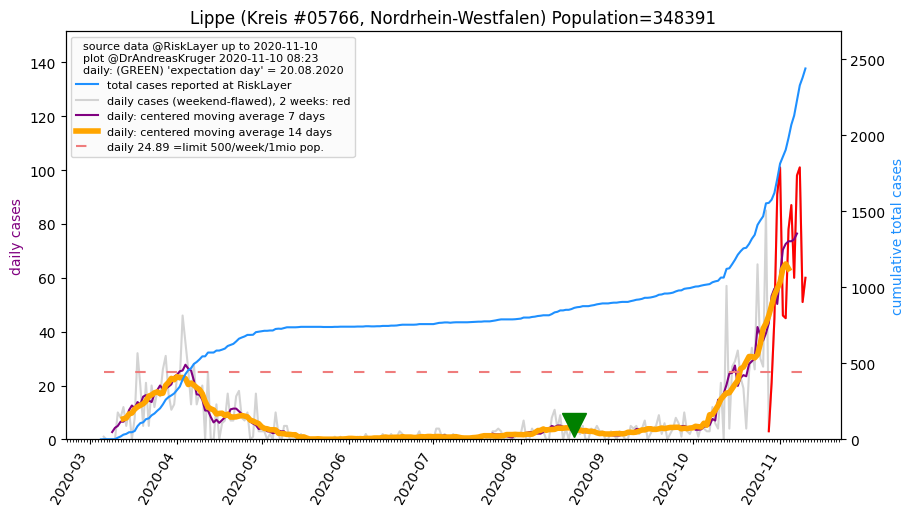 Lippe (Kreis #05766, Nordrhein-Westfalen) Population=348391
source data @RiskLayer up to 2020-11-10
plot @DrAndreasKruger 2020-11-10 08:23
daily: (GREEN) 'expectation day' = 20.08.2020
total cases reported at RiskLayer
daily cases (weekend-flawed), 2 weeks: red
daily: centered moving average 7 days
daily: centered moving average 14 days
daily 24.89 =limit 500/week/1mio pop.
daily cases
140
120
100
80
60
40
20
0
cumulative total cases
2500
2000
1500
1000
500
0
2020-03
2020-04
2020-05
2020-06
2020-07
2020-08
2020-09
2020-10
2020-11